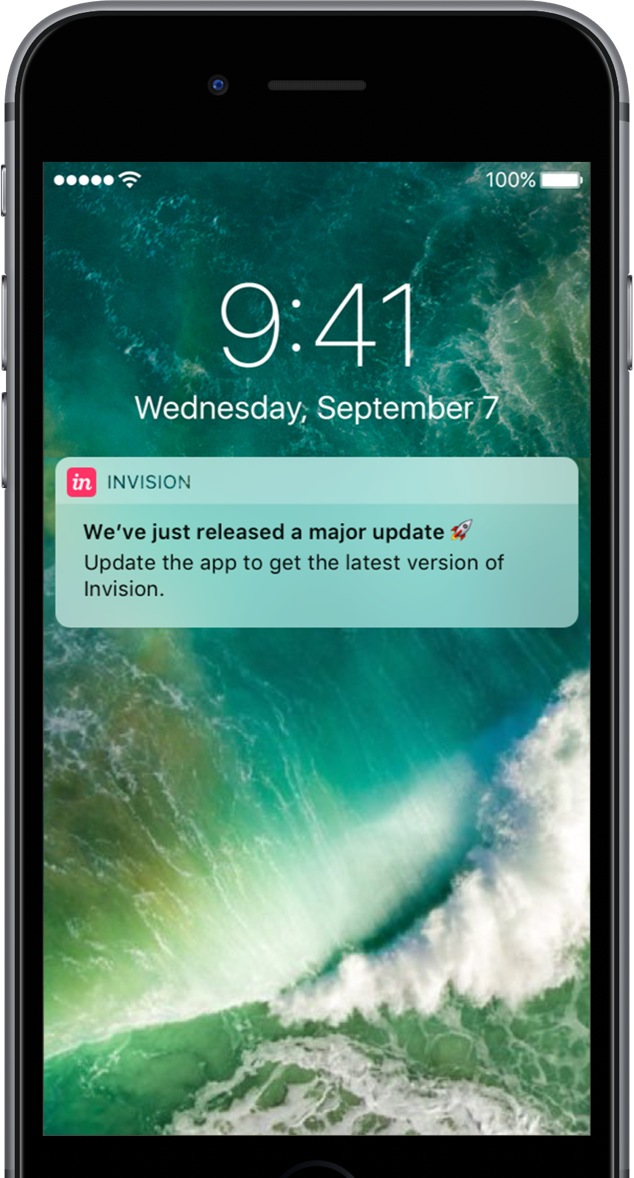 100%
9:41
Wednesday, September 7
in INVISION
We’ve just released a major update 🚀
Update the app to get the latest version of
Invision.